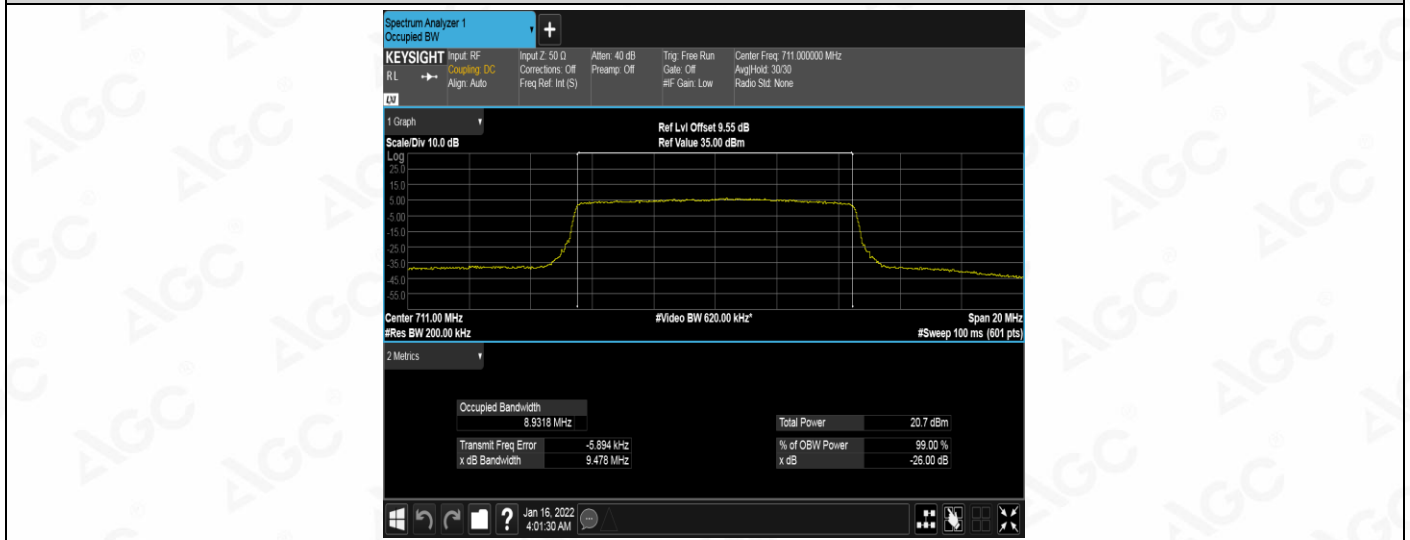 Spectrum Analyzer 1
Occupied BW
+
KEYSIGHT Input: RF Input Z: 50 Ω Atten: 40 dB Trig: Free Run Center Freq: 711.000000 MHz
R L Coupling: DC Corrections: Off Preamp: Off Gate: Off Avg|Hold: 30/30
Align: Auto Freq Ref: Int (S) #IF Gain: Low Radio Std: None
LXI
1 Graph Ref Lvl Offset 9.55 dB
Scale/Div 10.0 dB Ref Value 35.00 dBm
Log
25.0
15.0
5.00
-5.00
-15.0
-25.0
-35.0
-45.0
-55.0
Center 711.00 MHz #Video BW 620.00 kHz* Span 20 MHz
#Res BW 200.00 kHz #Sweep 100 ms (601 pts)
2 Metrics
Occupied Bandwidth
8.9318 MHz Total Power 20.7 dBm
Transmit Freq Error -5.894 kHz % of OBW Power 99.00 %
x dB Bandwidth 9.478 MHz x dB -26.00 dB
? Jan 16, 2022
4:01:30 AM
AGC